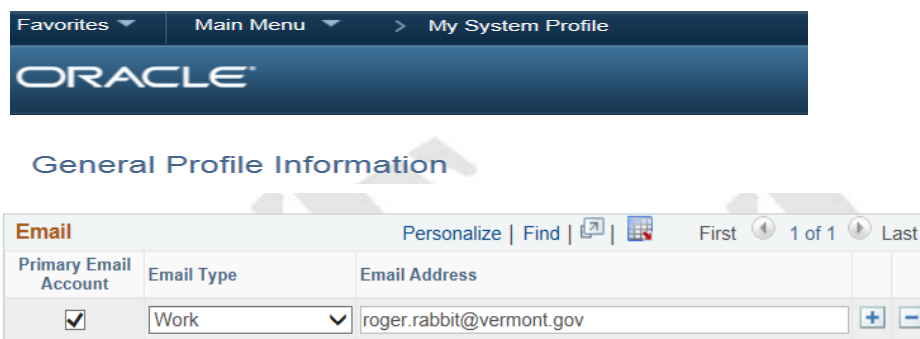 Favorites Main Menu > My System Profile
ORACLE
General Profile Information
Email Personalize | Find | | First 1 of 1 Last
Primary Email Account Email Type Email Address
Work roger.rabbit@vermont.gov